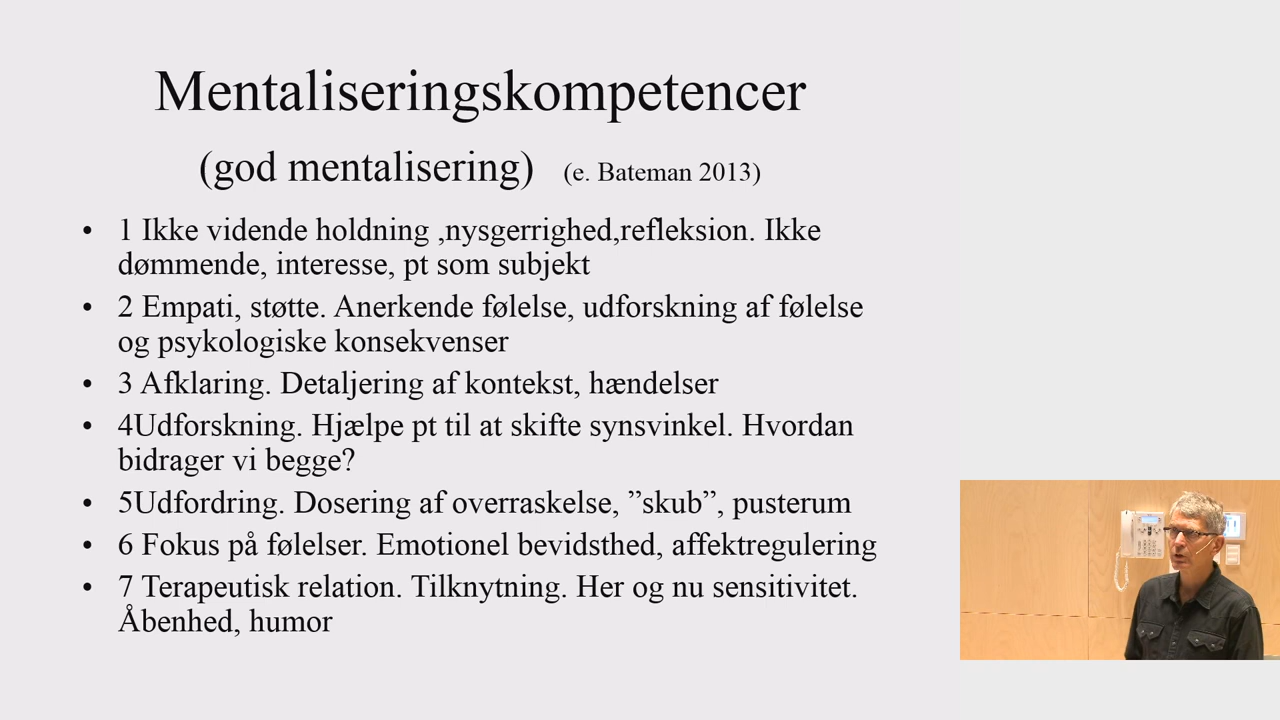 Mentaliseringskompetencer
(god mentalisering) (e. Bateman 2013)
• 1 Ikke vidende holdning ,nysgerrighed,refleksion. Ikke
dømmende, interesse, pt som subjekt
• 2 Empati, støtte. Anerkende følelse, udforskning af følelse
og psykologiske konsekvenser
• 3 Afklaring. Detaljering af kontekst, hændelser
• 4Udforskning. Hjælpe pt til at skifte synsvinkel. Hvordan
bidrager vi begge?
• 5Udfordring. Dosering af overraskelse, ”skub”, pusterum
• 6 Fokus på følelser. Emotionel bevidsthed, affektregulering
• 7 Terapeutisk relation. Tilknytning. Her og nu sensitivitet.
Åbenhed, humor